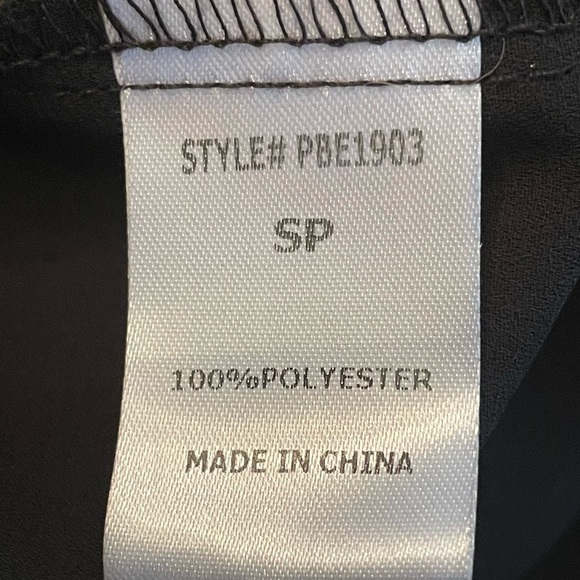 STYLE# PBE1903
SP
100%POLYESTER
MADE IN CHINA